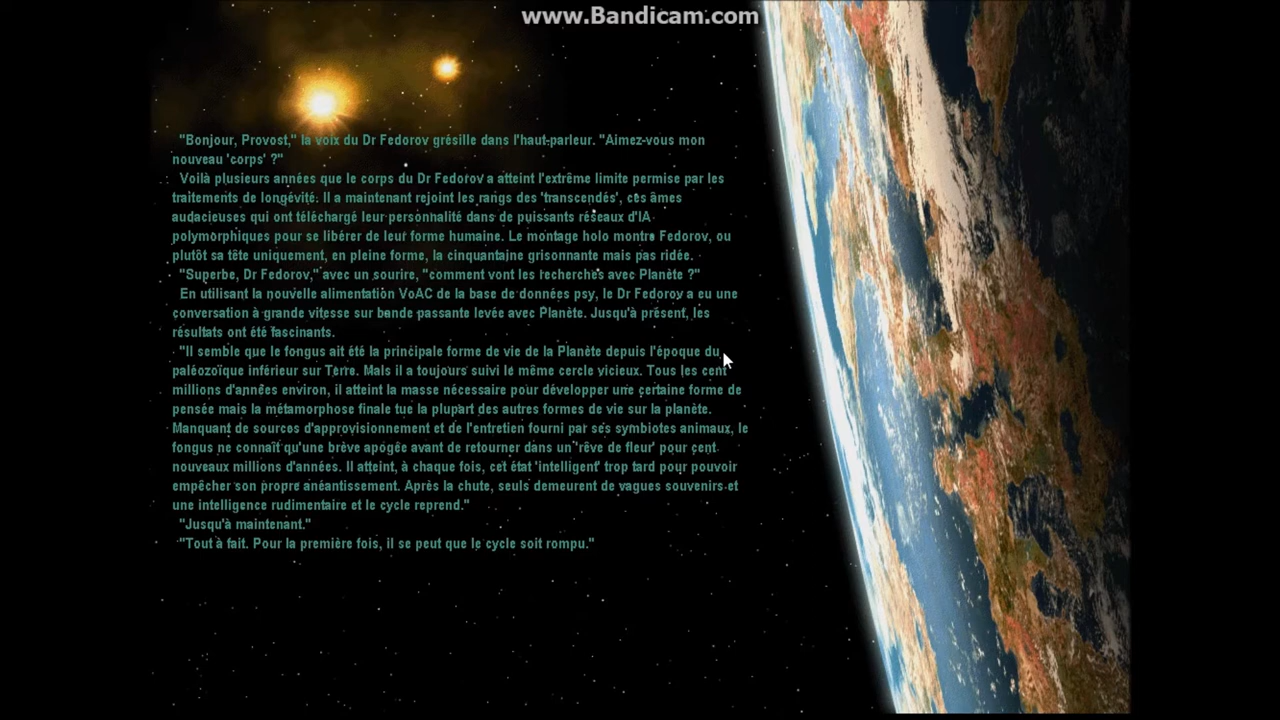 www.Bandicam.com
"Bonjour, Provost," la voix du Dr Fedorov grésille dans l'haut-parleur. "Aimez-vous mon
nouveau 'corps' ?"
Voilà plusieurs années que le corps du Dr Fedorov a atteint l'extrême limite permise par les
traitements de longévité. Il a maintenant rejoint les rangs des 'transcendés', ces âmes
audacieuses qui ont téléchargé leur personnalité dans de puissants réseaux d'IA
polymorphiques pour se libérer de leur forme humaine. Le montage holo montre Fedorov, ou
plutôt sa tête uniquement, en pleine forme, la cinquantaine grisonnante mais pas ridée.
"Superbe, Dr Fedorov," avec un sourire, "comment vont les recherches avec Planète ?"
En utilisant la nouvelle alimentation VoAC de la base de données psy, le Dr Fedorov a eu une
conversation à grande vitesse sur bande passante levée avec Planète. Jusqu'à présent, les
résultats ont été fascinants.
"Il semble que le fongus ait été la principale forme de vie de la Planète depuis l'époque du
paléozoïque inférieur sur Terre. Mais il a toujours suivi le même cercle vicieux. Tous les cent
millions d'années environ, il atteint la masse nécessaire pour développer une certaine forme de
pensée mais la métamorphose finale tue la plupart des autres formes de vie sur la planète.
Manquant de sources d'approvisionnement et de l'entretien fourni par ses symbiotes animaux, le
fongus ne connaît qu'une brève apogée avant de retourner dans un 'rêve de fleur' pour cent
nouveaux millions d'années. Il atteint, à chaque fois, cet état 'intelligent' trop tard pour pouvoir
empêcher son propre anéantissement. Après la chute, seuls demeurent de vagues souvenirs et
une intelligence rudimentaire et le cycle reprend."
"Jusqu'à maintenant."
"Tout à fait. Pour la première fois, il se peut que le cycle soit rompu."